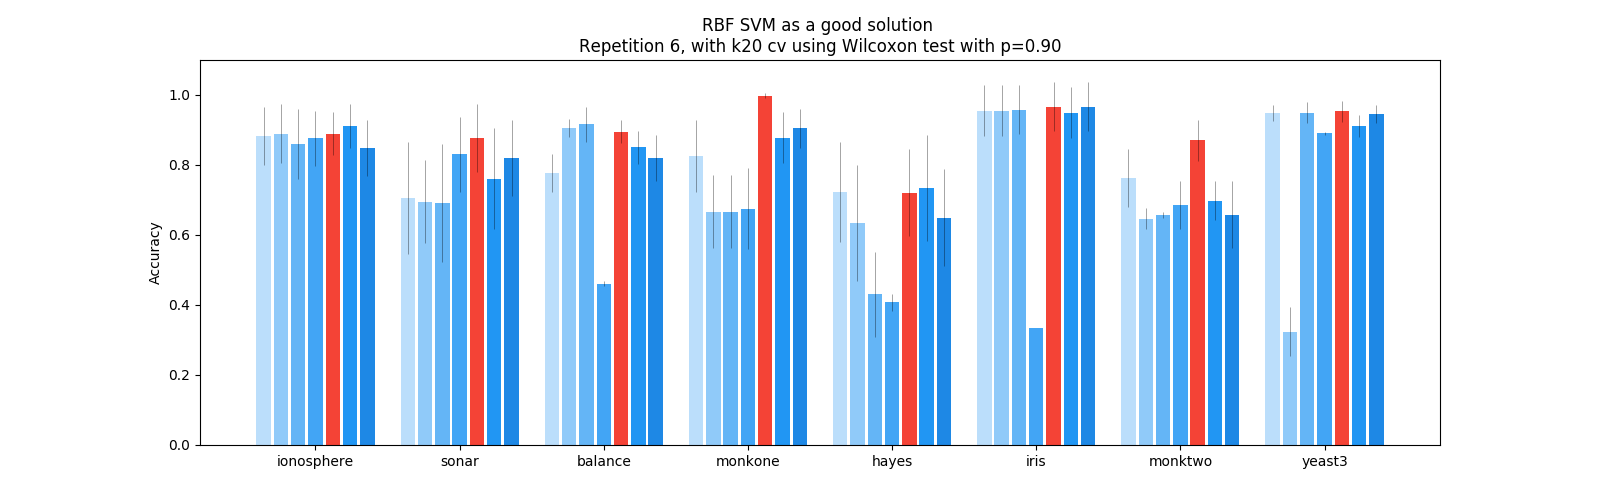 RBF SVM as a good solution
Repetition 6, with k20 cv using Wilcoxon test with p=0.90
Accuracy
1.0
0.8
0.6
0.4
0.2
0.0
ionosphere
sonar
balance
monkone
hayes
iris
monktwo
yeast3